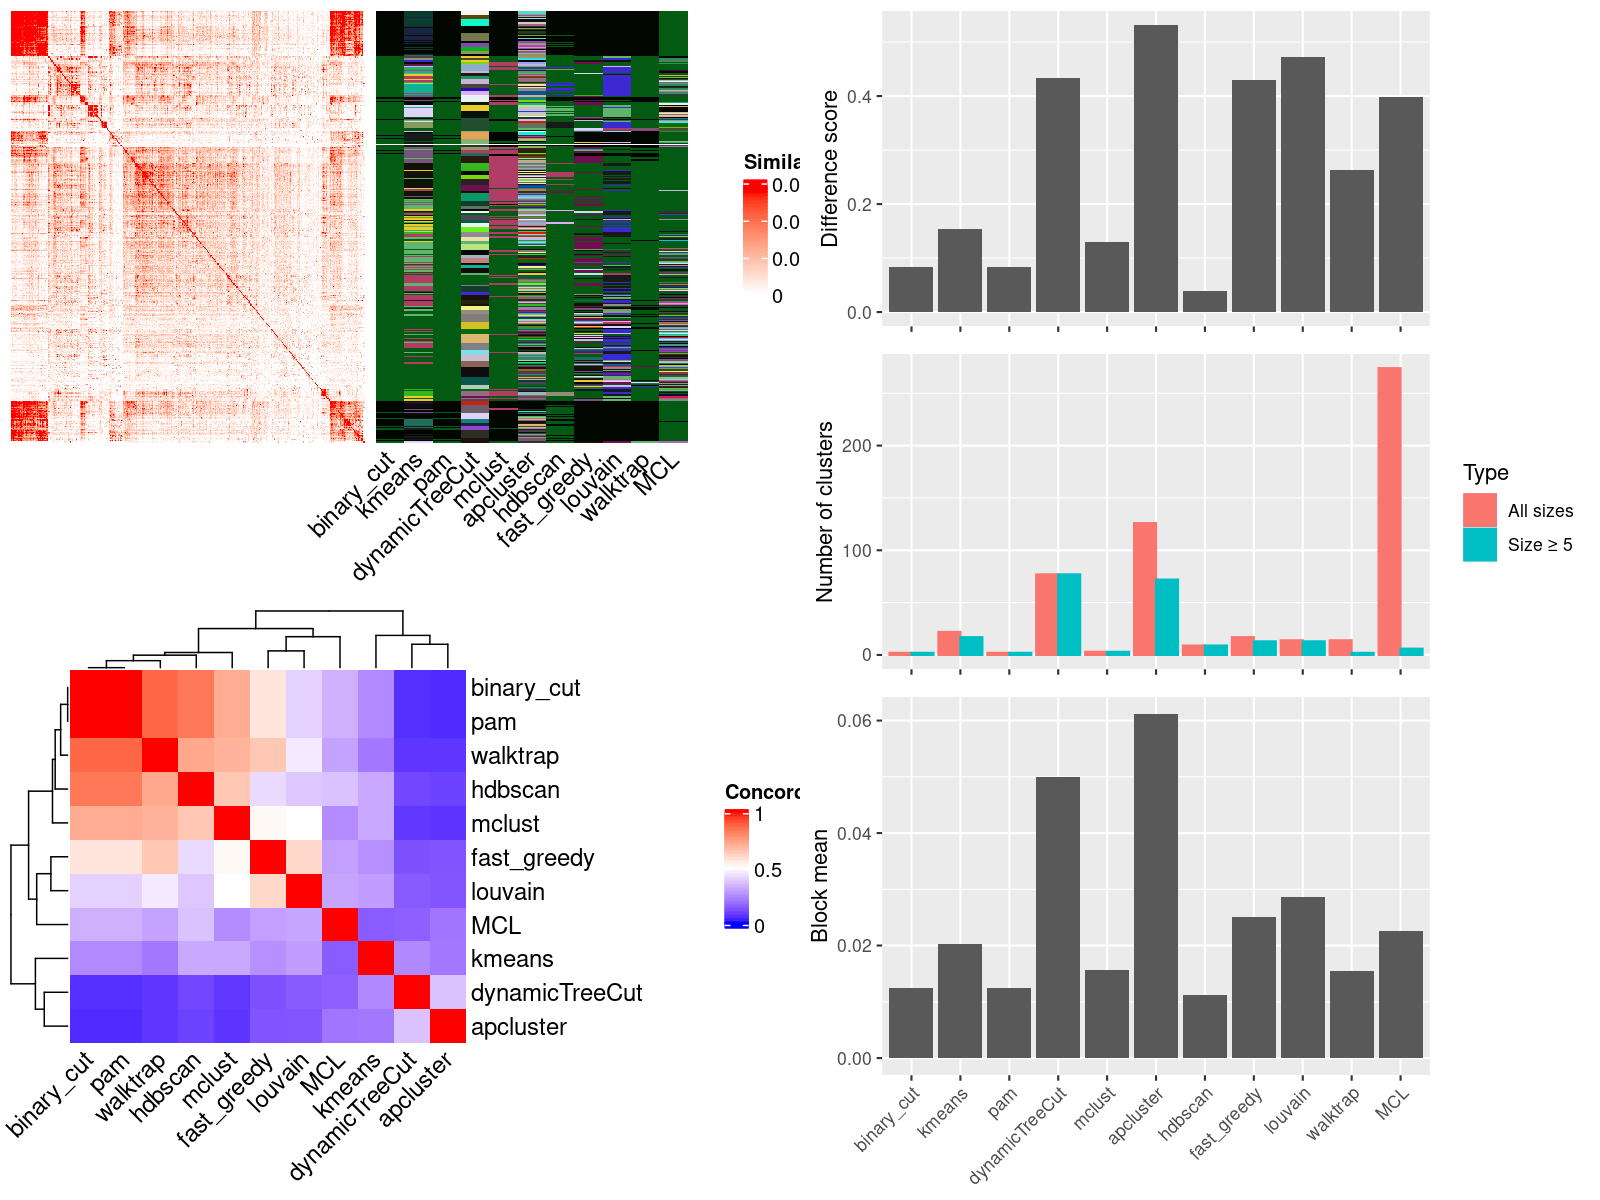 Simila
0.0
0.0
0.0
0
binary_cut
kmeans
pam
dynamicTreeCut
mclust
apcluster
hdbscan
fast_greedy
louvain
walktrap
MCL
binary_cut
pam
walktrap
hdbscan
mclust
fast_greedy
louvain
MCL
kmeans
dynamicTreeCut
apcluster
binary_cut
pam
walktrap
hdbscan
mclust
fast_greedy
louvain
MCL
kmeans
dynamicTreeCut
apcluster
Concord
1
0.5
0
Difference score
0.4
0.2
0.0
Number of clusters
200
100
0
Type
All sizes
Size ≥ 5
Block mean
0.06
0.04
0.02
0.00
binary_cut
kmeans
pam
dynamicTreeCut
mclust
apcluster
hdbscan
fast_greedy
louvain
walktrap
MCL